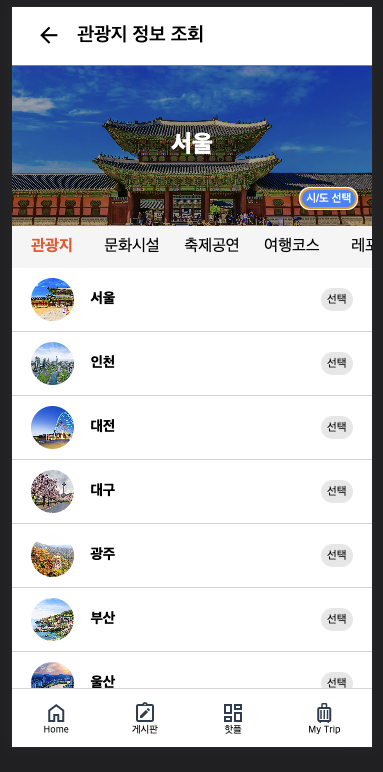 관광지 정보 조회
서울
시/도 선택
관광지 문화시설 축제공연 여행코스 레포
서울 선택
인천 선택
대전 선택
대구 선택
광주 선택
부산 선택
울산 선택
Home 게시판 핫플 My Trip